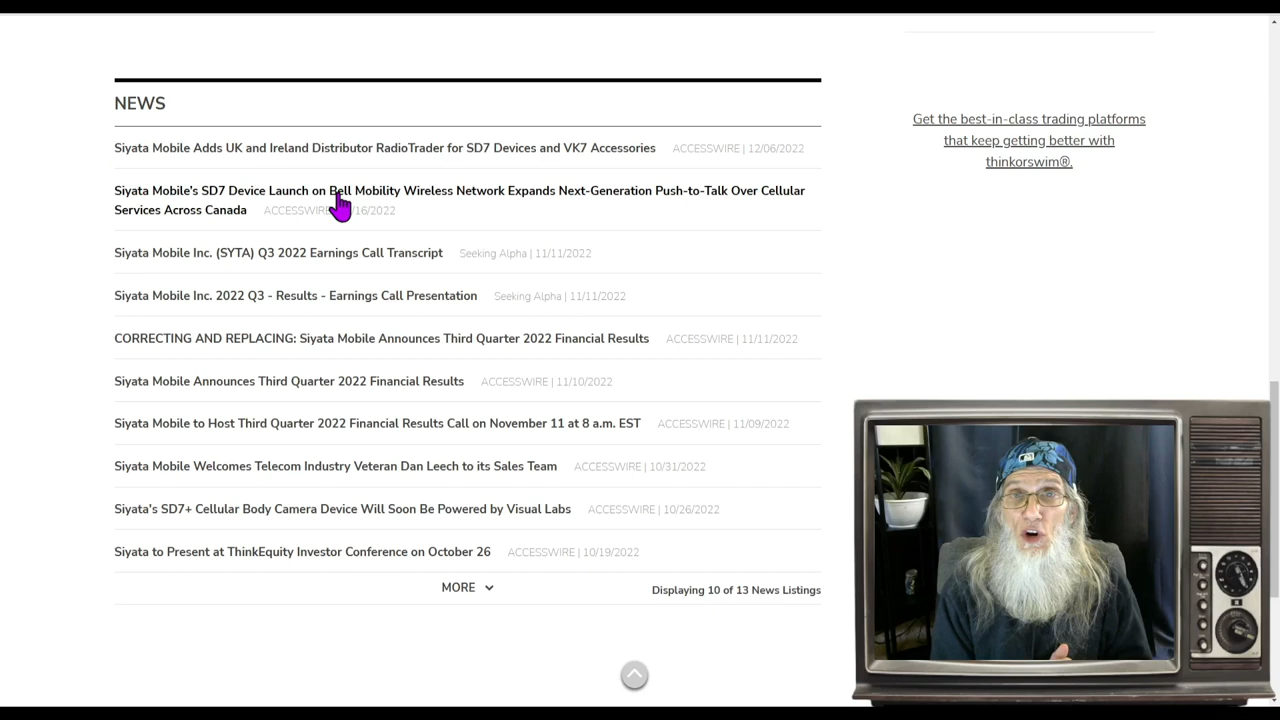 NEWS
Siyata Mobile Adds UK and Ireland Distributor RadioTrader for SD7 Devices and VK7 Accessories ACCESSWIRE | 12/06/2022
Siyata Mobile's SD7 Device Launch on Bell Mobility Wireless Network Expands Next-Generation Push-to-Talk Over Cellular
Services Across Canada ACCESSWIRE /16/2022
Siyata Mobile Inc. (SYTA) Q3 2022 Earnings Call Transcript Seeking Alpha | 11/11/2022
Siyata Mobile Inc. 2022 Q3 - Results - Earnings Call Presentation Seeking Alpha | 11/11/2022
CORRECTING AND REPLACING: Siyata Mobile Announces Third Quarter 2022 Financial Results ACCESSWIRE | 11/11/2022
Siyata Mobile Announces Third Quarter 2022 Financial Results ACCESSWIRE | 11/10/2022
Siyata Mobile to Host Third Quarter 2022 Financial Results Call on November 11 at 8 a.m. EST ACCESSWIRE | 11/09/2022
Siyata Mobile Welcomes Telecom Industry Veteran Dan Leech to its Sales Team ACCESSWIRE | 10/31/2022
Siyata's SD7+ Cellular Body Camera Device Will Soon Be Powered by Visual Labs ACCESSWIRE | 10/26/2022
Siyata to Present at ThinkEquity Investor Conference on October 26 ACCESSWIRE | 10/19/2022
MORE
Displaying 10 of 13 News Listings
Get the best-in-class trading platforms
that keep getting better with
thinkorswim®.